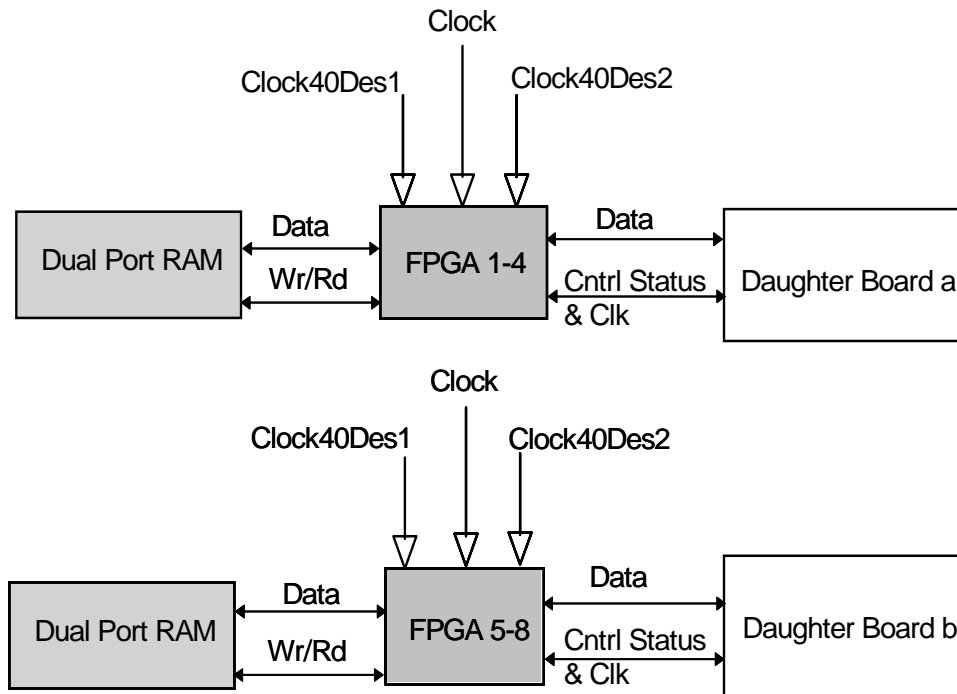 Clock
Clock40Des1
Clock40Des2
Dual Port RAM
Data
Wr/Rd
FPGA 1-4
Data
Cntrl Status
& Clk
Daughter Board a
Clock
Clock40Des1
Clock40Des2
Dual Port RAM
Data
Wr/Rd
FPGA 5-8
Data
Cntrl Status
& Clk
Daughter Board b